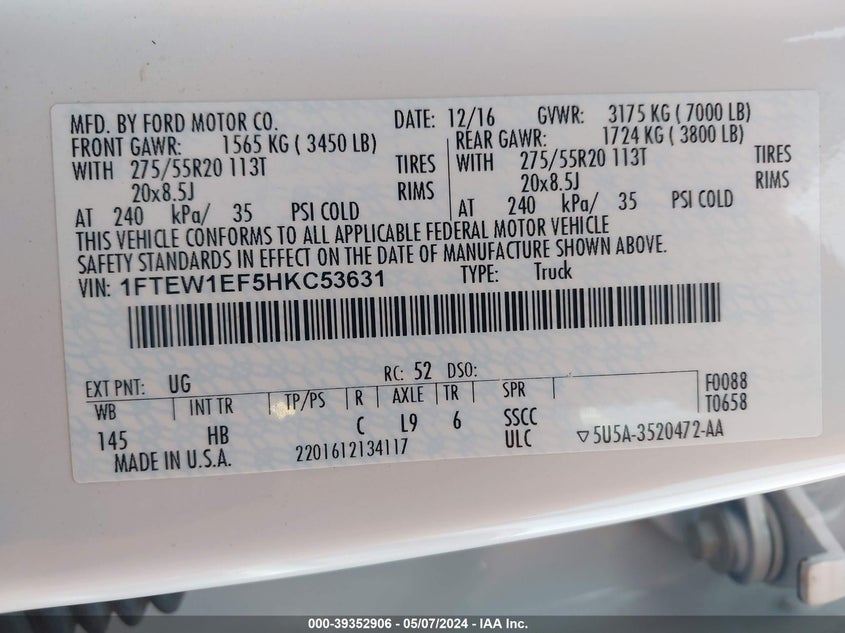 MFD. BY FORD MOTOR CO. DATE: 12/16 GVWR: 3175 KG ( 7000 LB)
FRONT GAWR: 1565 KG ( 3450 LB) REAR GAWR: 1724 KG ( 3800 LB)
WITH 275/55R20 113T TIRES WITH 275/55R20 113T TIRES
20x8.5J RIMS 20x8.5J RIMS
AT 240 kPa/ 35 PSI COLD AT 240 kPa/ 35 PSI COLD
THIS VEHICLE CONFORMS TO ALL APPLICABLE FEDERAL MOTOR VEHICLE
SAFETY STANDARDS IN EFFECT ON THE DATE OF MANUFACTURE SHOWN ABOVE.
VIN: 1FTEW1EF5HKC53631 TYPE: Truck
EXT PNT: UG RC: 52 DSO:
WB INT TR TP/PS R AXLE TR SPR F0088
T0658
145 HB C L9 6 SSCC
ULC ▽5U5A-3520472-AA
MADE IN U.S.A. 2201612134117
000-39352906 - 05/07/2024 - IAA Inc.